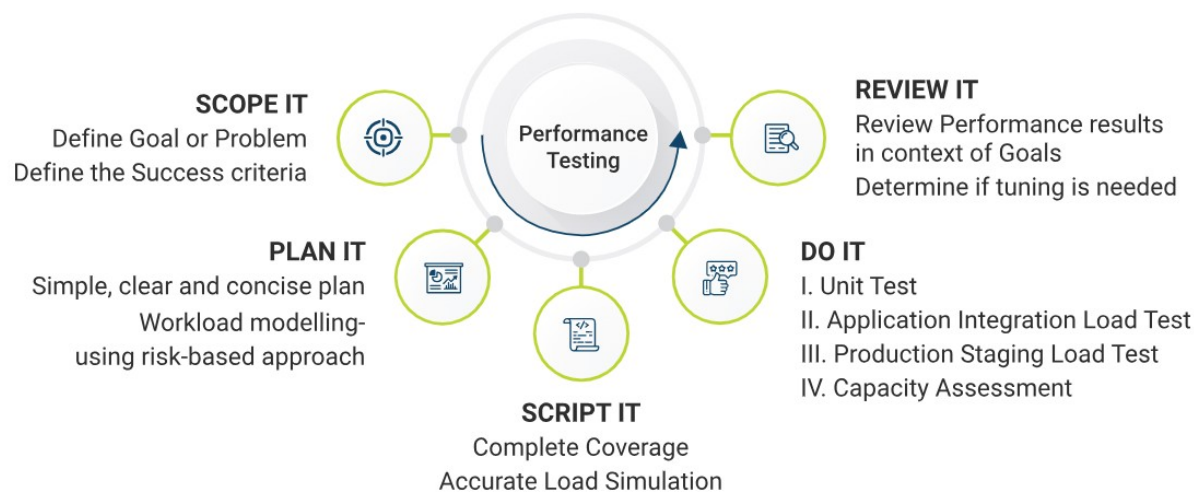 Performance
Testing
SCOPE IT
Define Goal or Problem
Define the Success criteria
PLAN IT
Simple, clear and concise plan
Workload modelling-
using risk-based approach
SCRIPT IT
Complete Coverage
Accurate Load Simulation
DO IT
I. Unit Test
II. Application Integration Load Test
III. Production Staging Load Test
IV. Capacity Assessment
REVIEW IT
Review Performance results
in context of Goals
Determine if tuning is needed